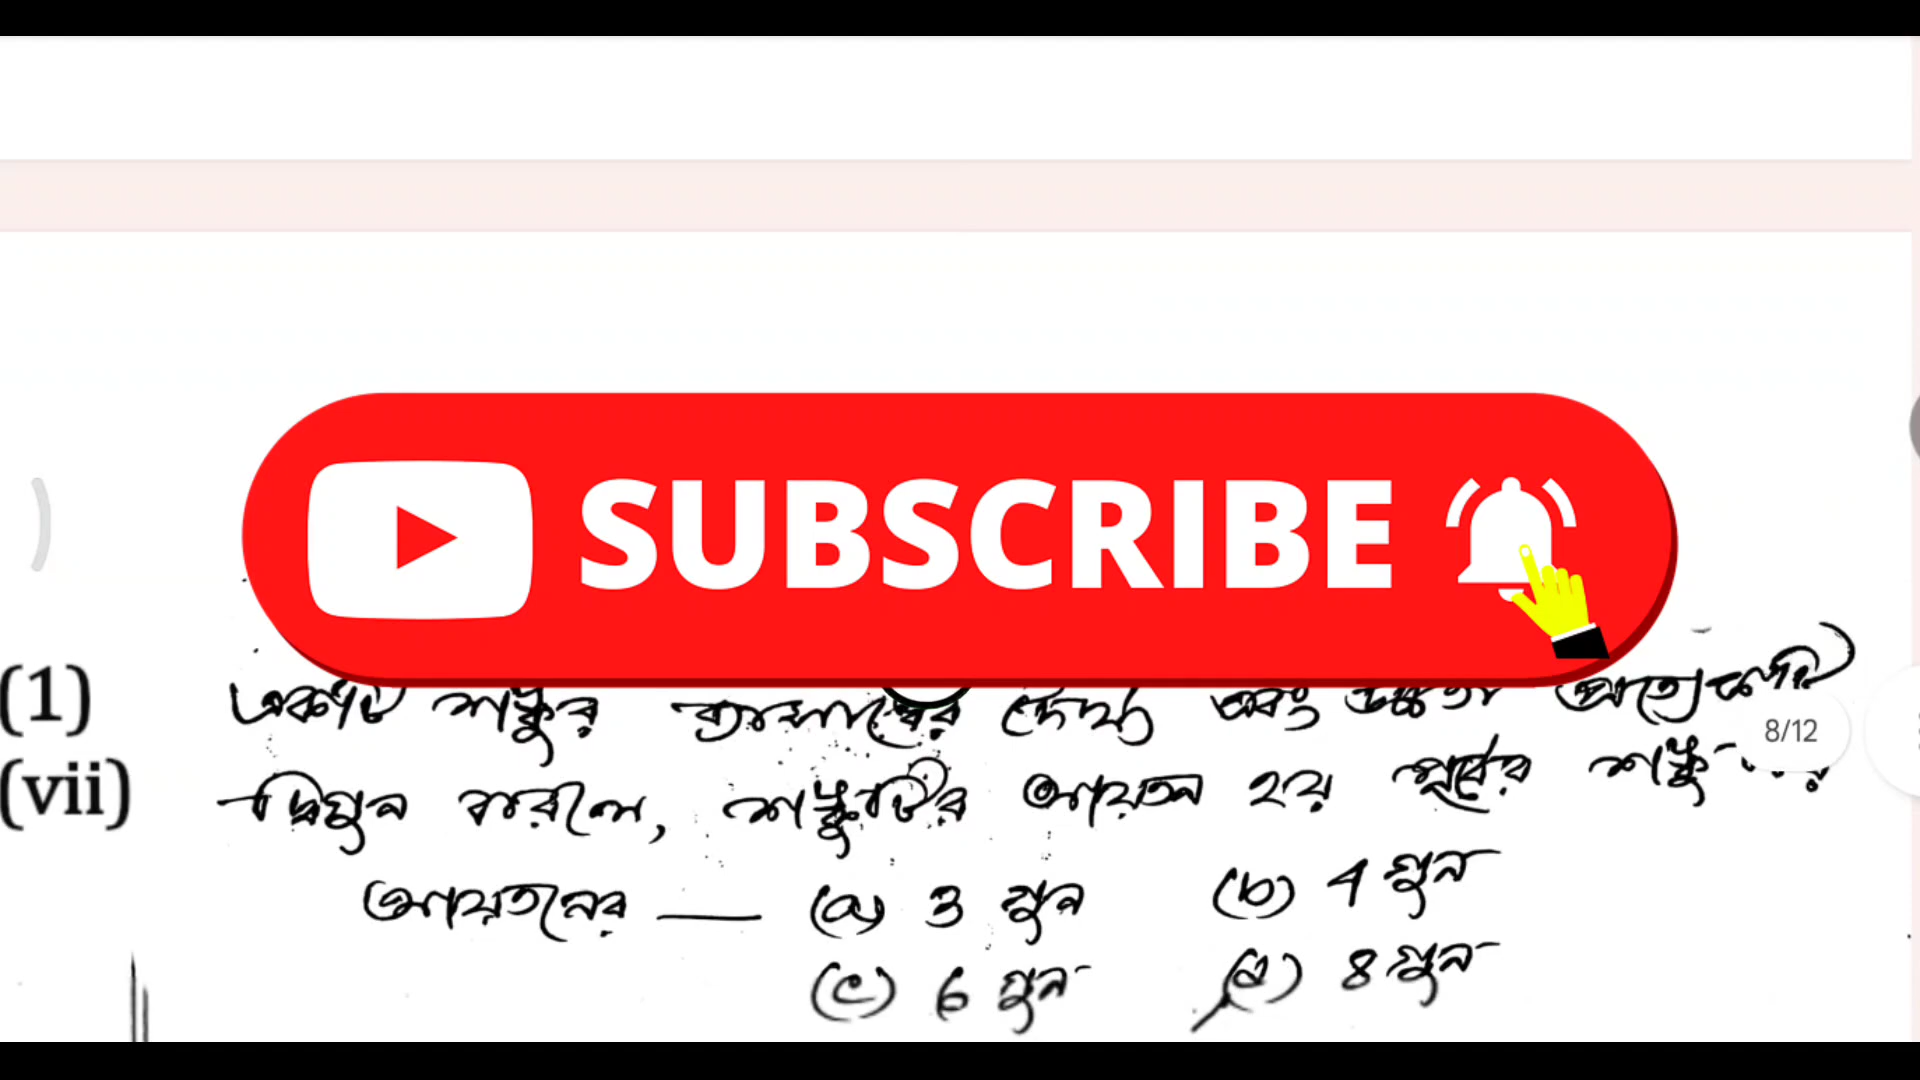 SUBSCRIBE
(1) একটি শঙ্কুর ব্যাসার্ধের দৈর্ঘ্য এবং উচ্চতা প্রত্যেকটি
8/12
(vii) দ্বিগুন করলে, শঙ্কুটির আয়তন হয় পূর্বের
আয়তনের — (a) 3 গুন (b) 4 গুন
(c) 6 গুন (d) 8 গুন